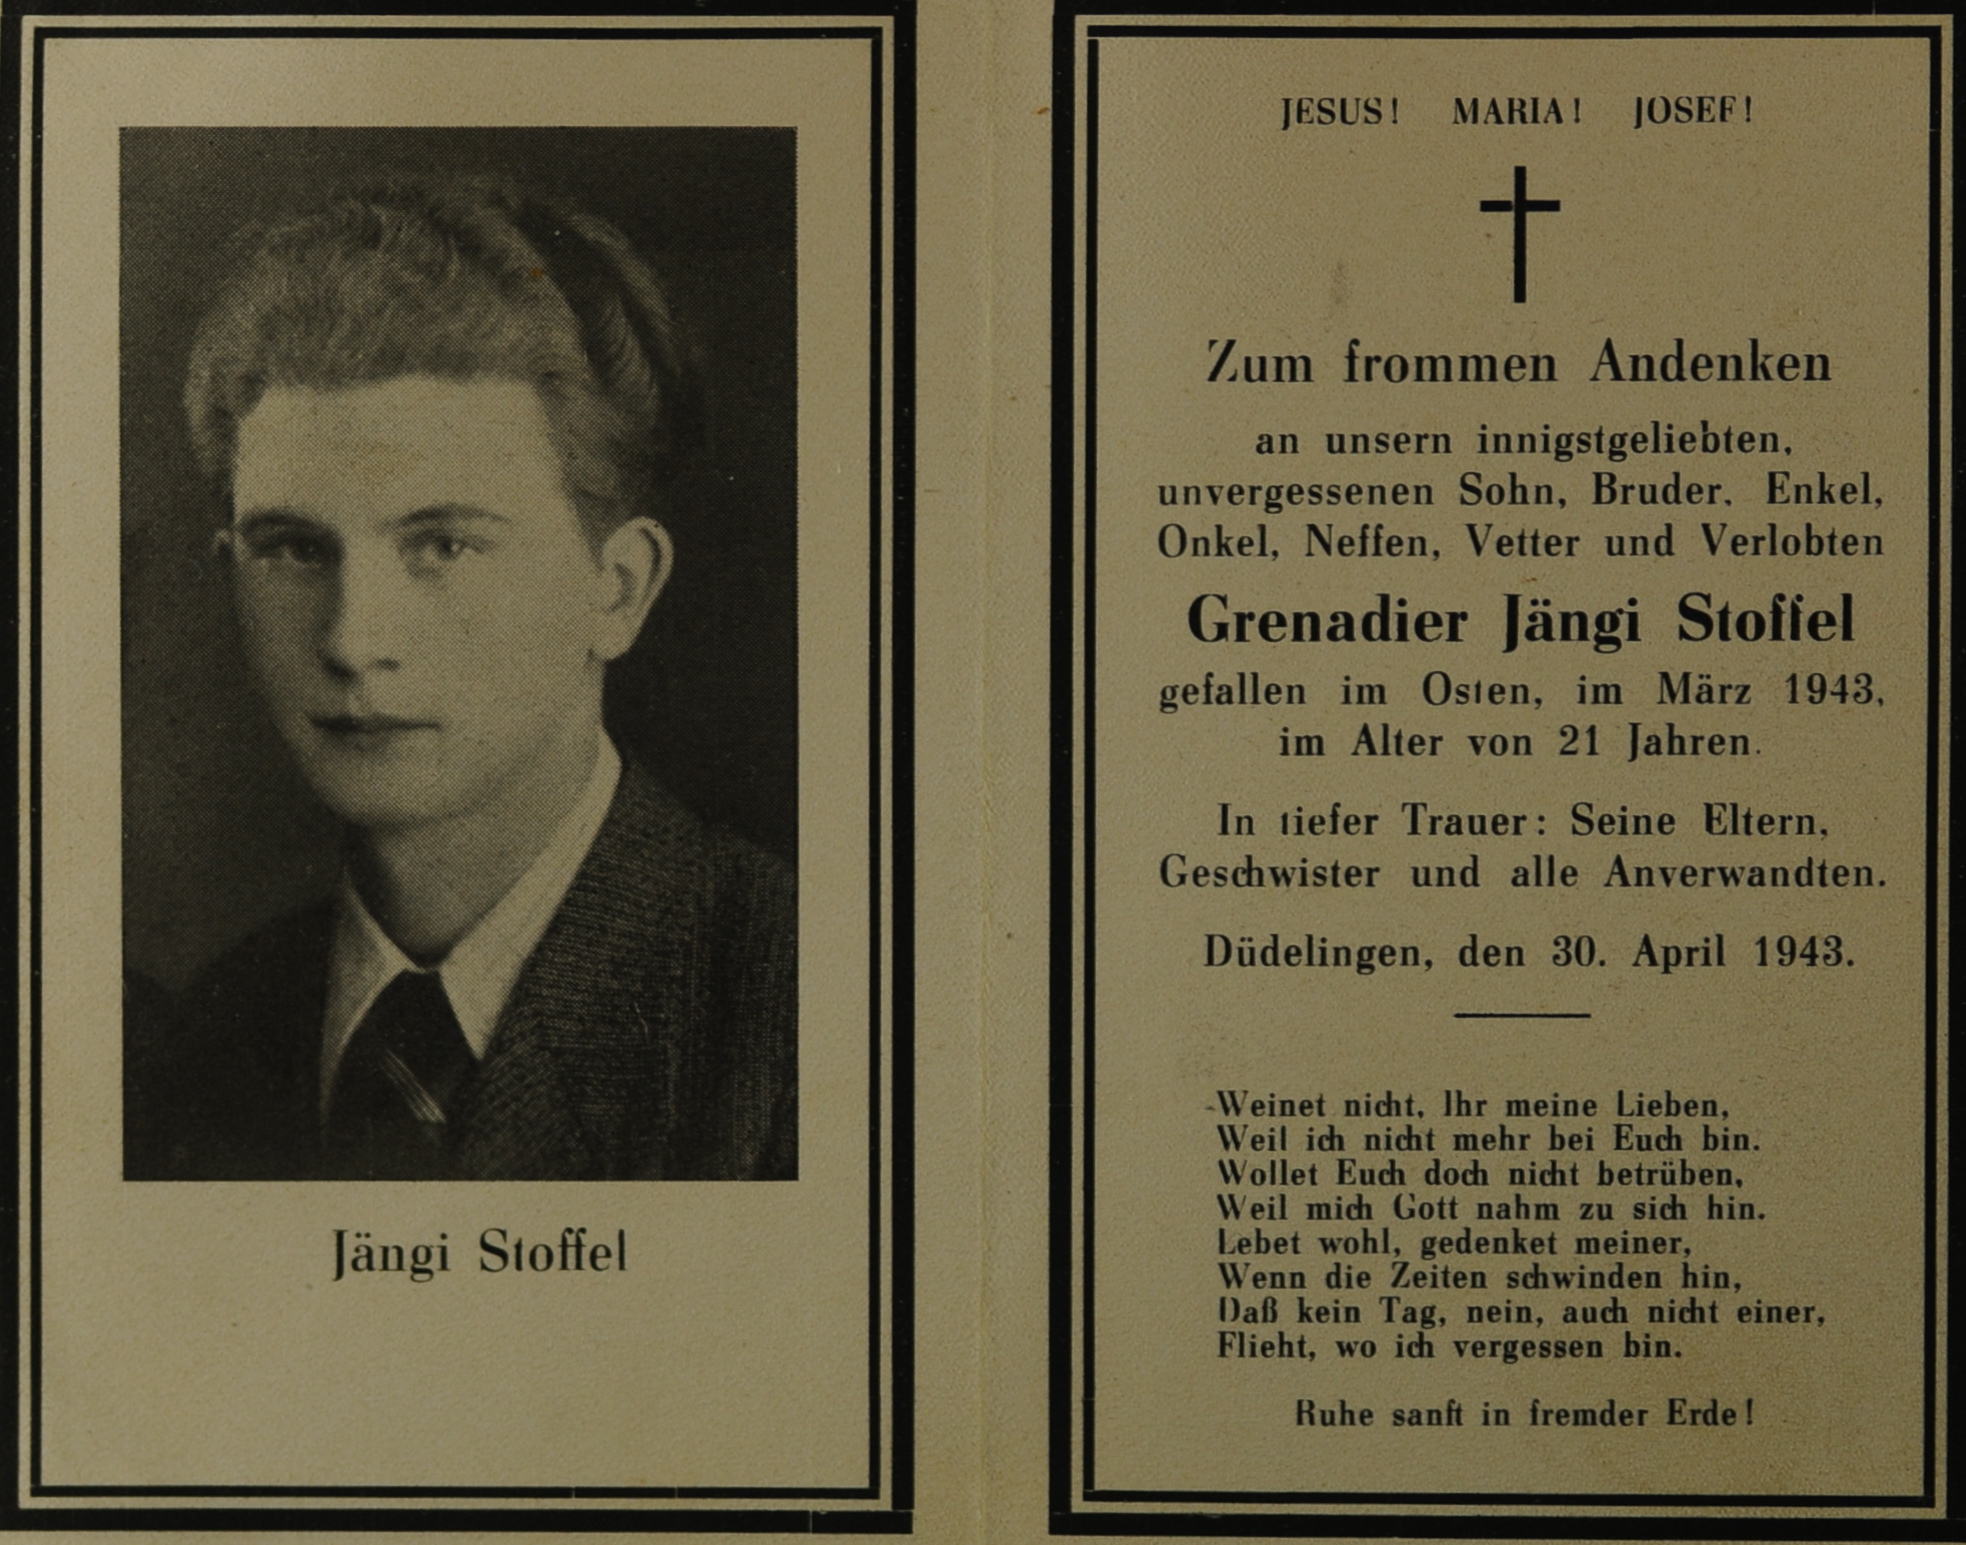 Jängi Stoffel
JESUS! MARIA! JOSEF!
Zum frommen Andenken
an unsern innigstgeliebten,
unvergessenen Sohn, Bruder, Enkel,
Onkel, Neffen, Vetter und Verlobten
Grenadier Jängi Stoffel
gefallen im Osten, im März 1943,
im Alter von 21 Jahren.
In tiefer Trauer: Seine Eltern,
Geschwister und alle Anverwandten.
Düdelingen, den 30. April 1943.
Weinet nicht, Ihr meine Lieben,
Weil ich nicht mehr bei Euch bin.
Wollet Euch doch nicht betrüben,
Weil mich Gott nahm zu sich hin.
Lebet wohl, gedenket meiner,
Wenn die Zeiten schwinden hin,
Daß kein Tag, nein, auch nicht einer,
Flieht, wo ich vergessen bin.
Ruhe sanft in fremder Erde!